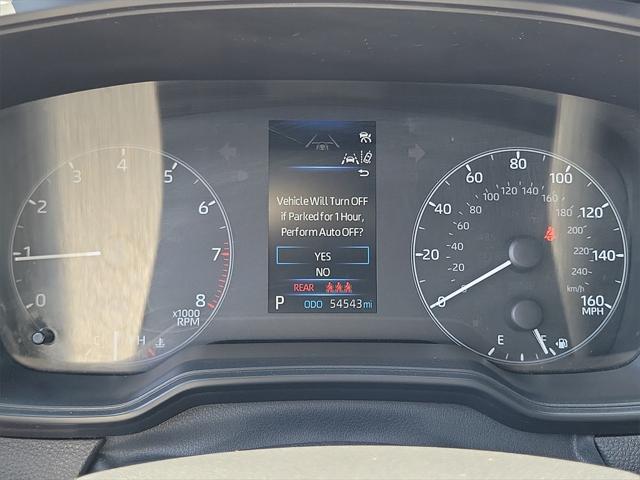 0
1
2
3
4
5
6
7
8
x1000
RPM
C H
Vehicle Will Turn OFF
if Parked for 1 Hour,
Perform Auto OFF?
YES
NO
REAR
P ODO 54543 mi
0
20
40
60
80
100
120
140
160
MPH
0
20
40
60
80
100
120
140
160
180
200
220
240
km/h
E F